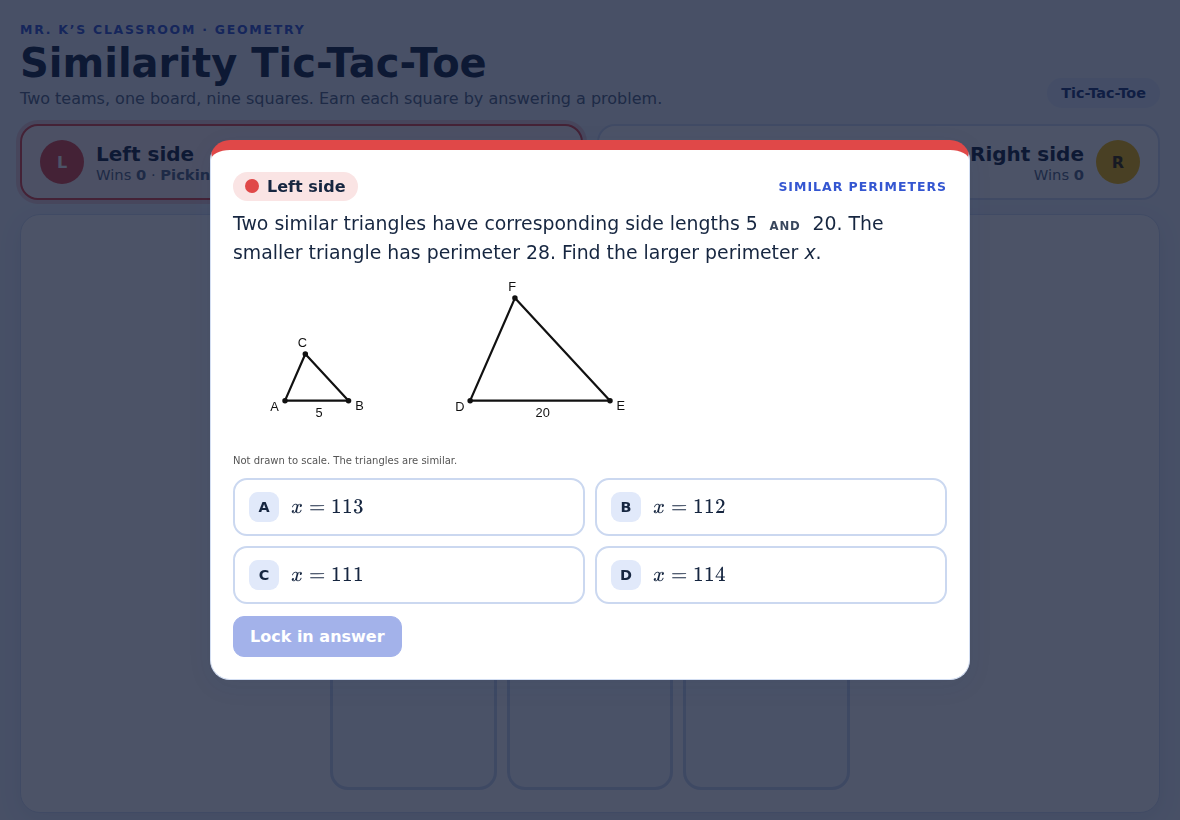 MR. K’S CLASSROOM · GEOMETRY
Similarity Tic-Tac-Toe
Two teams, one board, nine squares. Earn each square by answering a problem.
Tic-Tac-Toe
L
Left side
Wins 0 · Pickin
Right side
Wins 0
R
Left side
SIMILAR PERIMETERS
Two similar triangles have corresponding side lengths 5 AND 20. The
smaller triangle has perimeter 28. Find the larger perimeter x.
F
C
A
B
5
D
E
20
Not drawn to scale. The triangles are similar.
A x = 113
B x = 112
C x = 111
D x = 114
Lock in answer